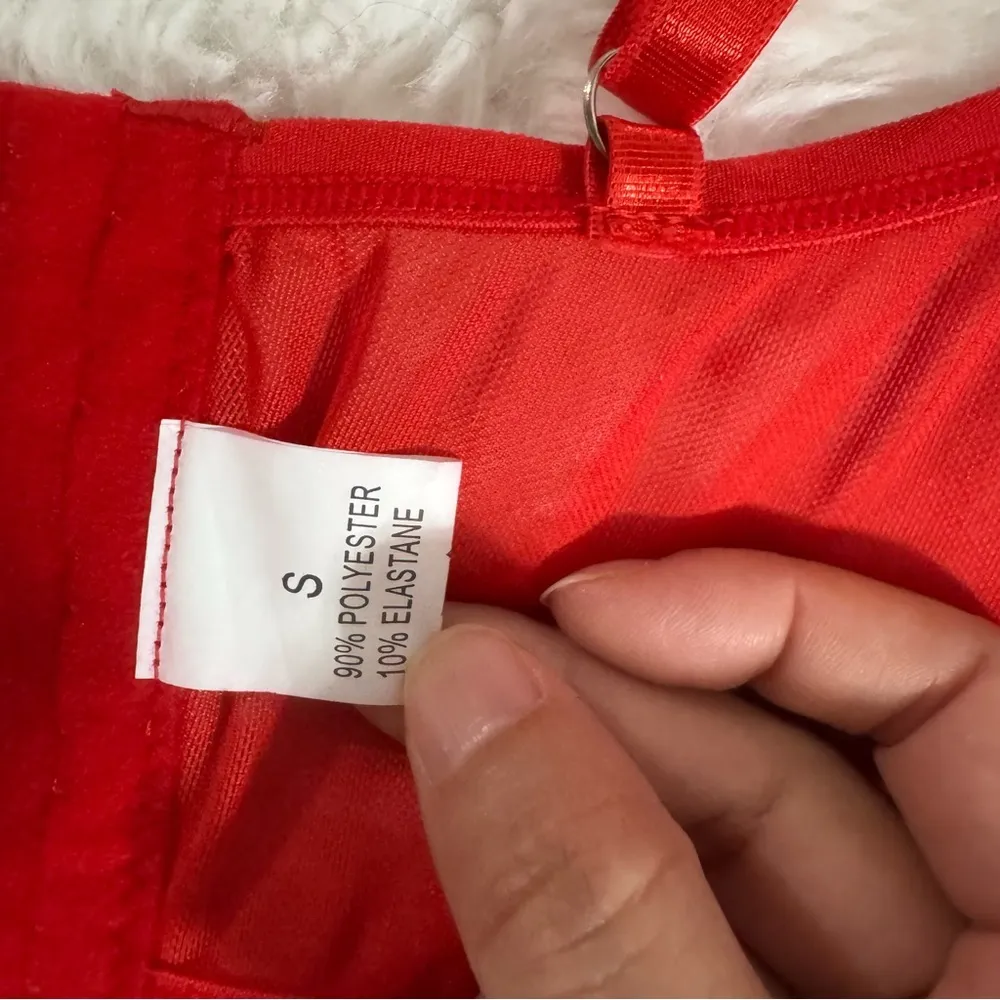 S
90% POLYESTER
10% ELASTANE